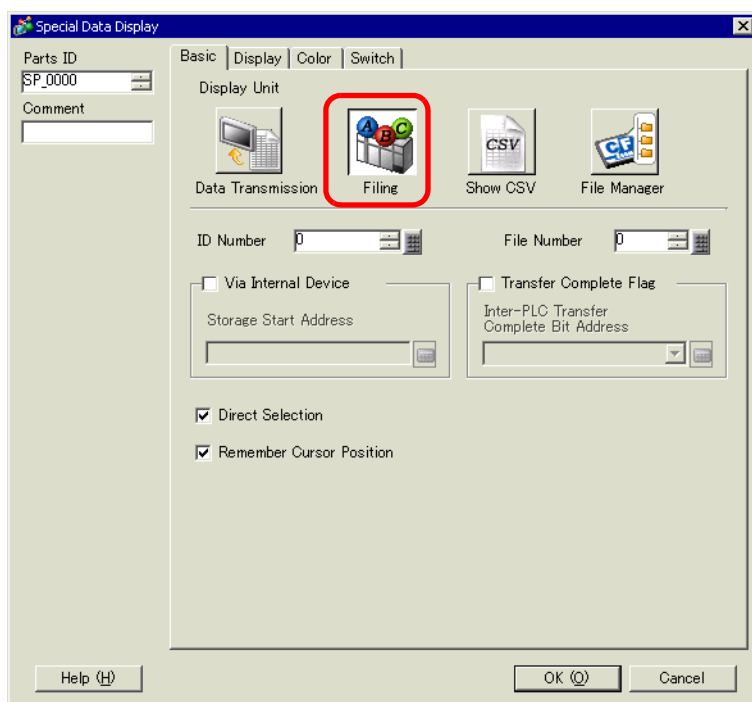 Special Data Display
Parts ID
SP_0000
Comment
Basic Display Color Switch
Display Unit
A B C
CSV
CF
Data Transmission Filing Show CSV File Manager
ID Number 0 File Number 0
Via Internal Device Transfer Complete Flag
Storage Start Address
Inter-PLC Transfer
Complete Bit Address
Direct Selection
Remember Cursor Position
Help (H) OK (O) Cancel